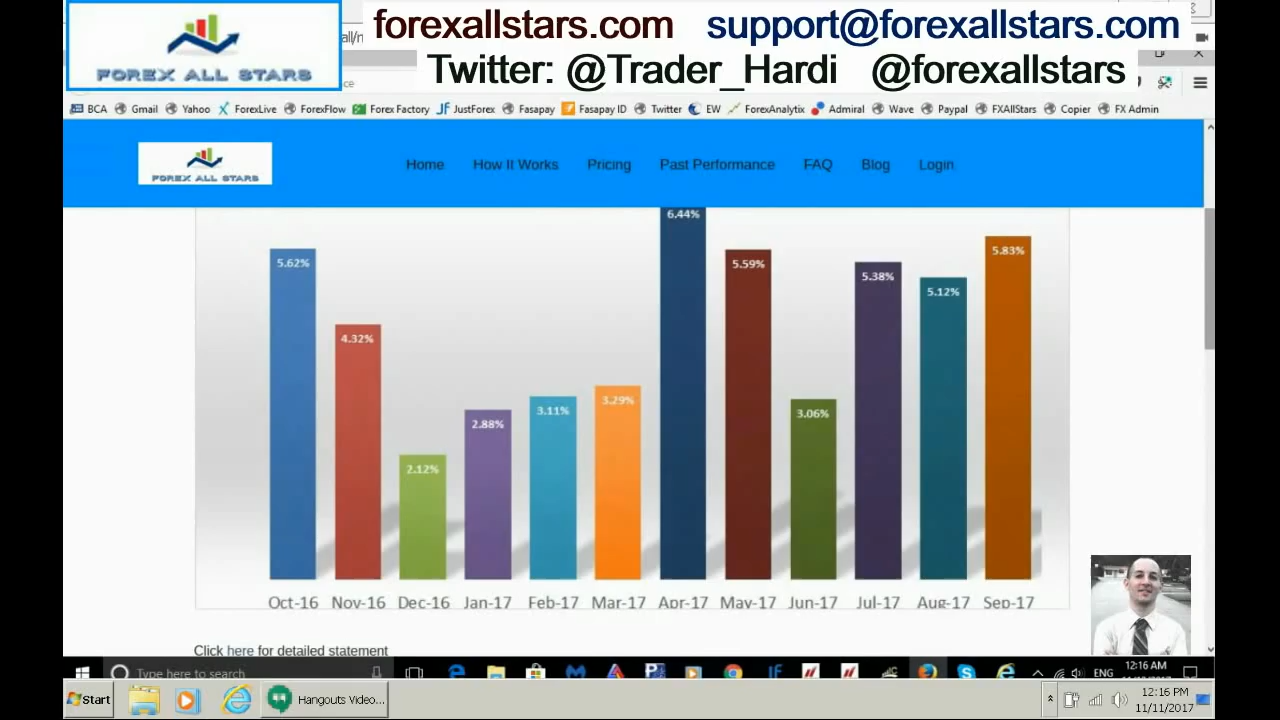 forexallstars.com support@forexallstars.com
FOREX ALL STARS
Twitter: @Trader_Hardi @forexallstars
BCA Gmail Yahoo ForexLive ForexFlow Forex Factory JustForex Fasapay Fasapay ID Twitter EW ForexAnalytix Admiral Wave Paypal FXAllStars Copier FX Admin
FOREX ALL STARS
Home How It Works Pricing Past Performance FAQ Blog Login
6.44%
5.83%
5.62% 5.59%
5.38%
5.12%
4.32%
3.29%
3.11% 3.06%
2.88%
2.12%
Oct-16 Nov-16 Dec-16 Jan-17 Feb-17 Mar-17 Apr-17 May-17 Jun-17 Jul-17 Aug-17 Sep-17
Click here for detailed statement
Type here to search
ENG 12:16 AM
Start Hangouts Video...
12:16 PM
11/11/2017